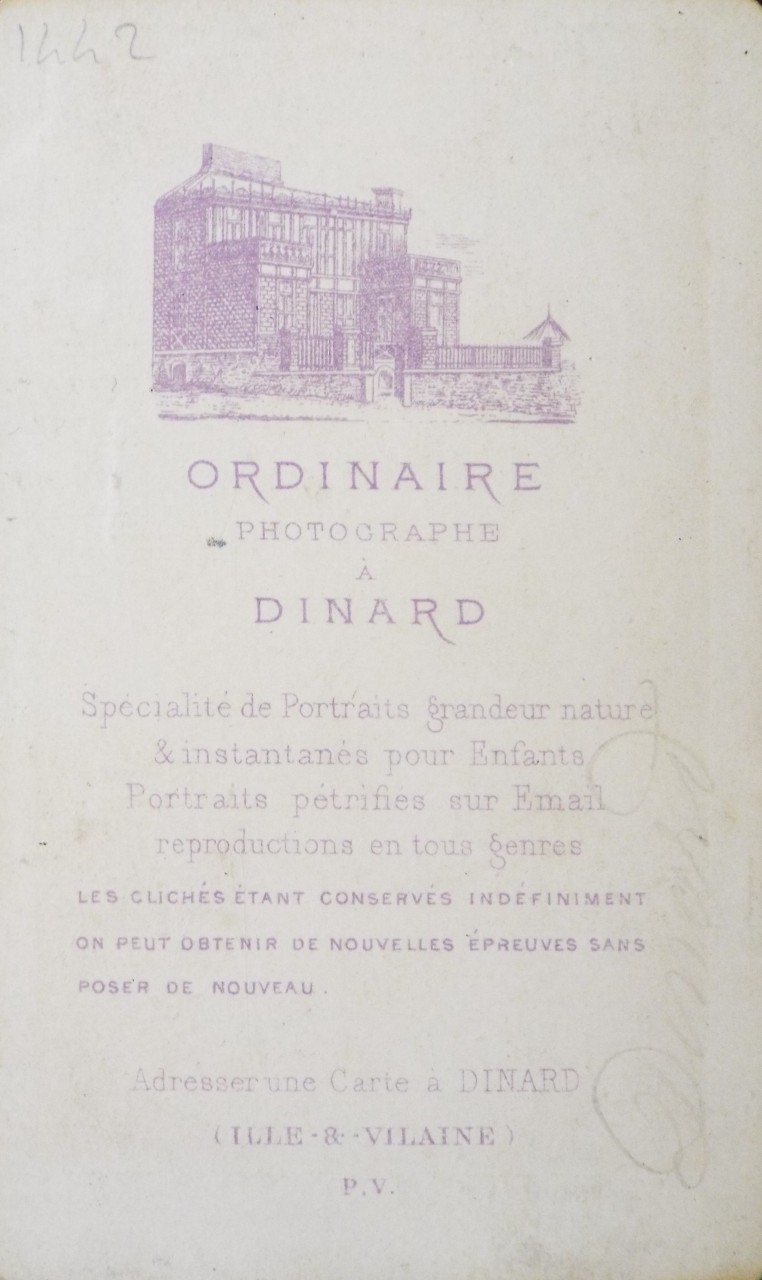 1442
ORDINAIRE
PHOTOGRAPHE
À
DINARD
Spécialité de Portraits grandeur nature
& instantanés pour Enfants
Portraits pétrifiés sur Email
reproductions en tous genres
LES CLICHÉS ÉTANT CONSERVÉS INDÉFINIMENT
ON PEUT OBTENIR DE NOUVELLES ÉPREUVES SANS
POSER DE NOUVEAU.
Adresser une Carte à DINARD
(ILLE-&-VILAINE)
P.V.